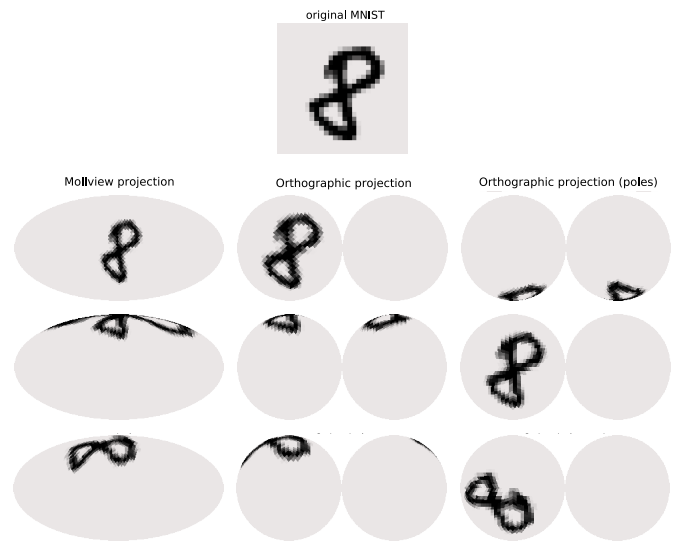 original MNIST
Mollview projection
Orthographic projection
Orthographic projection (poles)